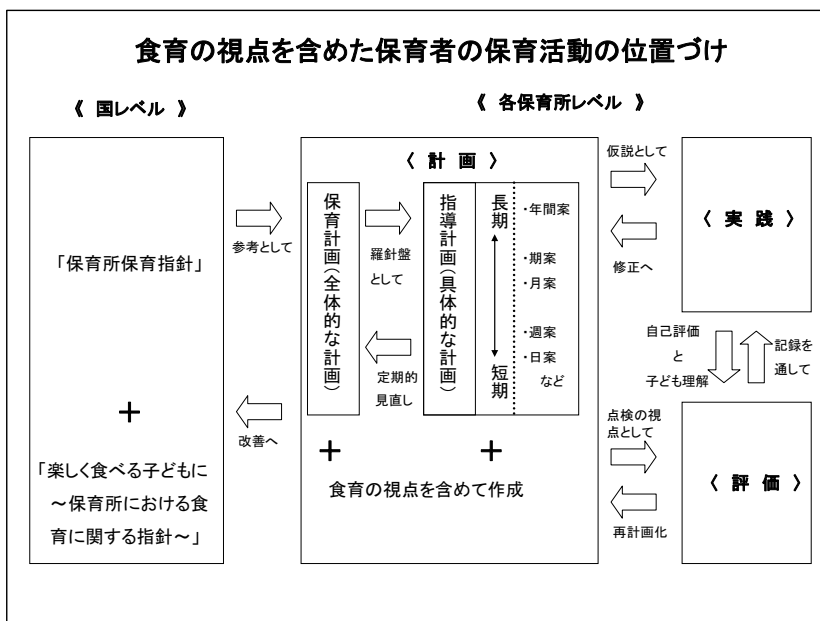 食育の視点を含めた保育者の保育活動の位置づけ
《 国レベル 》
《 各保育所レベル 》
「保育所保育指針」
＋
「楽しく食べる子どもに
～保育所における食
育に関する指針～」
参考として
改善へ
〈 計 画 〉
保育計画(全体的な計画)
羅針盤
として
定期的
見直し
指導計画(具体的な計画)
長期
短期
・年間案
・期案
・月案
・週案
・日案
など
＋
＋
食育の視点を含めて作成
仮説として
修正へ
〈 実 践 〉
自己評価
と
子ども理解
記録を
通して
点検の視
点として
再計画化
〈 評 価 〉